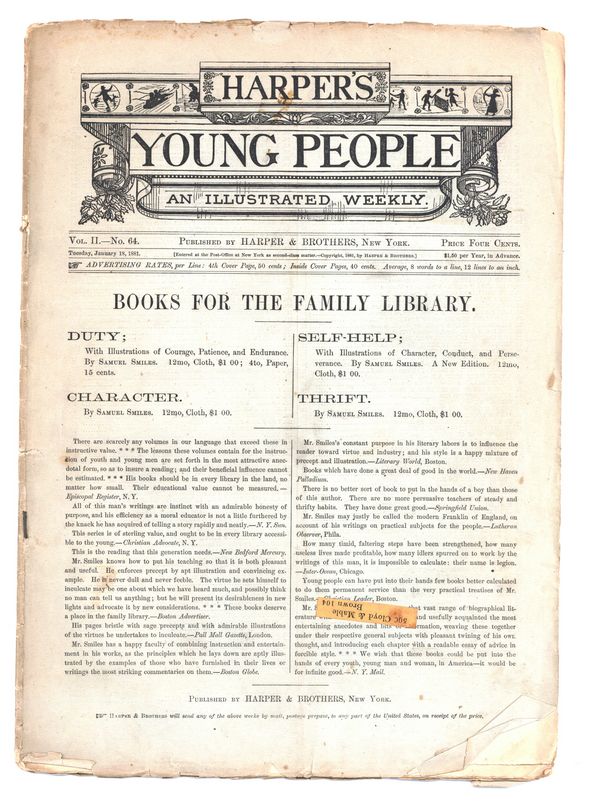 HARPER'S
YOUNG PEOPLE
AN ILLUSTRATED WEEKLY.
VOL. II.—NO. 64. PUBLISHED BY HARPER & BROTHERS, NEW YORK. PRICE FOUR CENTS.
Tuesday, January 18, 1881. [Entered at the Post-Office at New York as second-class matter.—Copyright, 1881, by HARPER & BROTHERS.] $1,50 per Year, in Advance.
☞ ADVERTISING RATES, per Line: 4th Cover Page, 50 cents; Inside Cover Pages, 40 cents. Average, 8 words to a line, 12 lines to an inch.
BOOKS FOR THE FAMILY LIBRARY.
DUTY;
With Illustrations of Courage, Patience, and Endurance.
By SAMUEL SMILES. 12mo, Cloth, $1 00; 4to, Paper,
15 cents.
CHARACTER.
By SAMUEL SMILES. 12mo, Cloth, $1 00.
SELF-HELP;
With Illustrations of Character, Conduct, and Perse-
verance. By SAMUEL SMILES. A New Edition. 12mo,
Cloth, $1 00.
THRIFT.
By SAMUEL SMILES. 12mo, Cloth, $1 00.
There are scarcely any volumes in our language that exceed these in
instructive value. * * * The lessons these volumes contain for the instruc-
tion of youth and young men are set forth in the most attractive anec-
dotal form, so as to insure a reading; and their beneficial influence cannot
be estimated. * * * His books should be in every library in the land, no
matter how small. Their educational value cannot be measured.—
Episcopal Register, N. Y.
All of this man's writings are instinct with an admirable honesty of
purpose, and his efficiency as a moral educator is not a little furthered by
the knack he has acquired of telling a story rapidly and neatly.—N. Y. Sun.
This series is of sterling value, and ought to be in every library accessi-
ble to the young.—Christian Advocate, N. Y.
This is the reading that this generation needs.—New Bedford Mercury.
Mr. Smiles knows how to put his teaching so that it is both pleasant
and useful. He enforces precept by apt illustration and convincing ex-
ample. He is never dull and never feeble. The virtue he sets himself to
inculcate may be one about which we have heard much, and possibly think
no man can tell us anything; but he will present its desirableness in new
lights and advocate it by new considerations. * * * These books deserve
a place in the family library.—Boston Advertiser.
His pages bristle with sage precepts and with admirable illustrations
of the virtues he undertakes to inculcate.—Pall Mall Gazette, London.
Mr. Smiles has a happy faculty of combining instruction and entertain-
ment in his works, as the principles which he lays down are aptly illus-
trated by the examples of those who have furnished in their lives or
writings the most striking commentaries on them.—Boston Globe.
Mr. Smiles's constant purpose in his literary labors is to influence the
reader toward virtue and industry; and his style is a happy mixture of
precept and illustration.—Literary World, Boston.
Books which have done a great deal of good in the world.—New Haven
Palladium.
There is no better sort of book to put in the hands of a boy than those
of this author. There are no more persuasive teachers of steady and
thrifty habits. They have done great good.—Springfield Union.
Mr. Smiles may justly be called the modern Franklin of England, on
account of his writings on practical subjects for the people.—Lutheran
Observer, Phila.
How many timid, faltering steps have been strengthened, how many
useless lives made profitable, how many idlers spurred on to work by the
writings of this man, it is impossible to calculate: their name is legion.
—Inter-Ocean, Chicago.
Young people can have put into their hands few books better calculated
to do them permanent service than the very practical treatises of Mr.
Smiles.—Christian Leader, Boston.
Mr. that vast range of biographical lit-
erature and usefully acquainted the most
entertaining anecdotes and bits of information, weaving these together
under their respective general subjects with pleasant twining of his own
thought, and introducing each chapter with a readable essay of advice in
forcible style. * * * We wish that these books could be put into the
hands of every youth, young man and woman, in America—it would be
for infinite good.—N. Y. Mail.
50c Cloyd & Mable
Brown 104
PUBLISHED BY HARPER & BROTHERS, NEW YORK.
☞ HARPER & BROTHERS will send any of the above works by mail, postage prepaid, to any part of the United States, on receipt of the price.